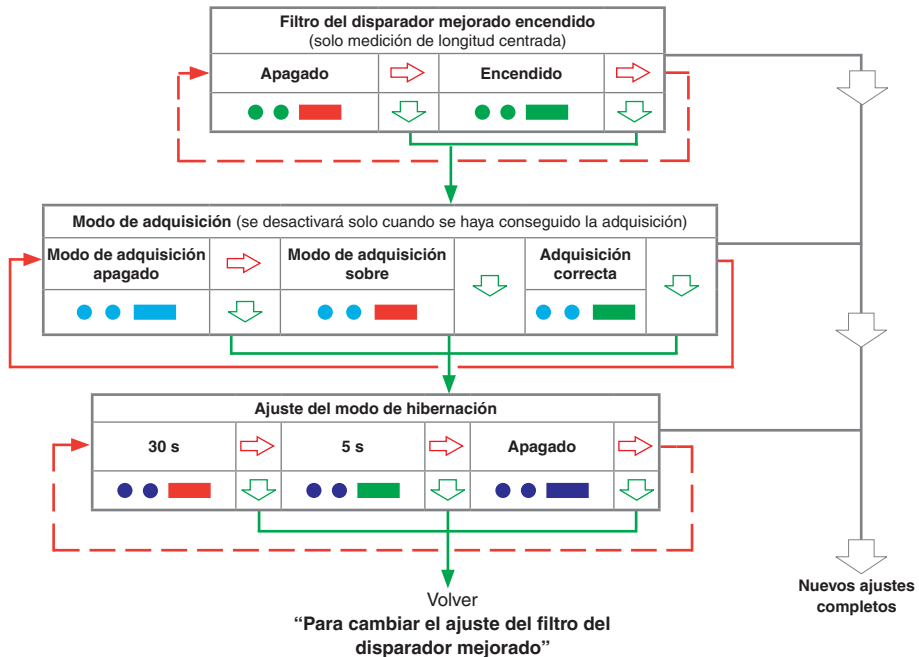 Filtro del disparador mejorado encendido
(solo medición de longitud centrada)
Apagado
Encendido
Modo de adquisición (se desactivará solo cuando se haya conseguido la adquisición)
Modo de adquisición
apagado
Modo de adquisición
sobre
Adquisición
correcta
Ajuste del modo de hibernación
30 s
5 s
Apagado
Volver
“Para cambiar el ajuste del filtro del
disparador mejorado”
Nuevos ajustes
completos